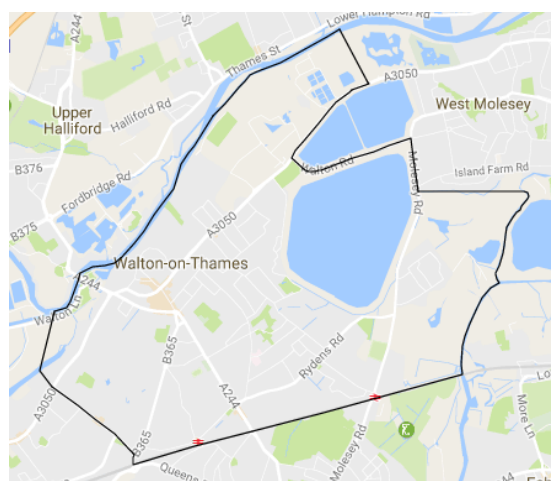 Lower Hampton Rd
A244
Thames St
A3050
Upper
Halliford
Halliford Rd
West Molesey
B376
Walton Rd
Molesey Rd
Island Farm Rd
Fordbridge Rd
B375
A3050
Walton-on-Thames
A244
Walton Ln
Rydens Rd
B365
A244
A3050
B365
Molesey Rd
More Ln
Queens
Lo